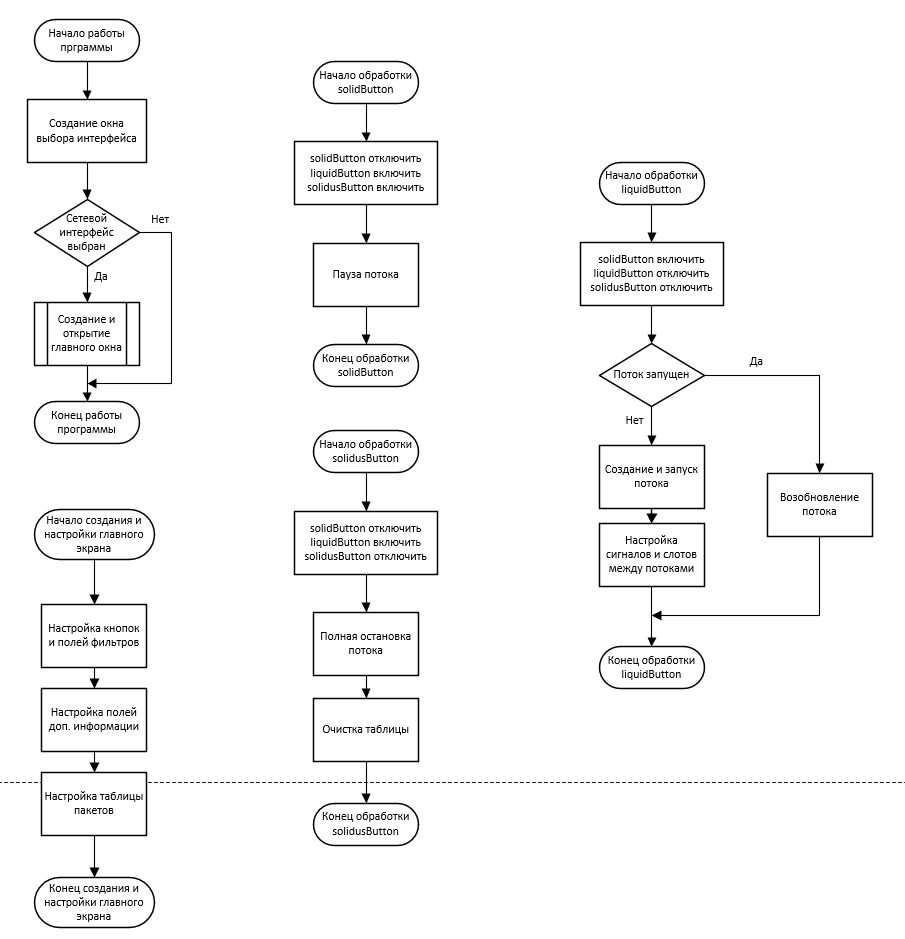 Начало работы
прграммы
Создание окна
выбора интерфейса
Сетевой
интерфейс
выбран
Нет
Да
Создание и
открытие
главного окна
Конец работы
программы
Начало создания и
настройки главного
экрана
Настройка кнопок
и полей фильтров
Настройка полей
доп. информации
Настройка таблицы
пакетов
Конец создания и
настройки главного
экрана
Начало обработки
solidButton
solidButton отключить
liquidButton включить
solidusButton включить
Пауза потока
Конец обработки
solidButton
Начало обработки
solidusButton
solidButton отключить
liquidButton включить
solidusButton отключить
Полная остановка
потока
Очистка таблицы
Конец обработки
solidusButton
Начало обработки
liquidButton
solidButton включить
liquidButton отключить
solidusButton отключить
Поток запущен
Да
Нет
Создание и запуск
потока
Настройка
сигналов и слотов
между потоками
Возобновление
потока
Конец обработки
liquidButton